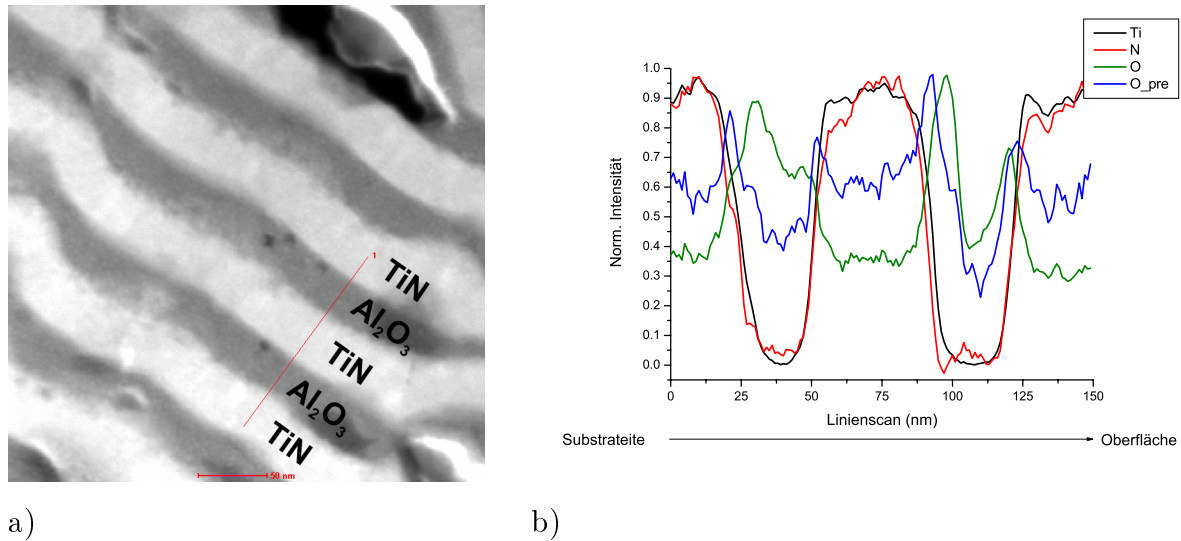 1
TiN
Al₂O₃
TiN
Al₂O₃
TiN
50 nm
a)
Ti
N
O
O_pre
1.0
0.9
0.8
0.7
0.6
0.5
0.4
0.3
0.2
0.1
0.0
Norm. Intensität
0 25 50 75 100 125 150
Linienscan (nm)
Substrateite Oberfläche
b)